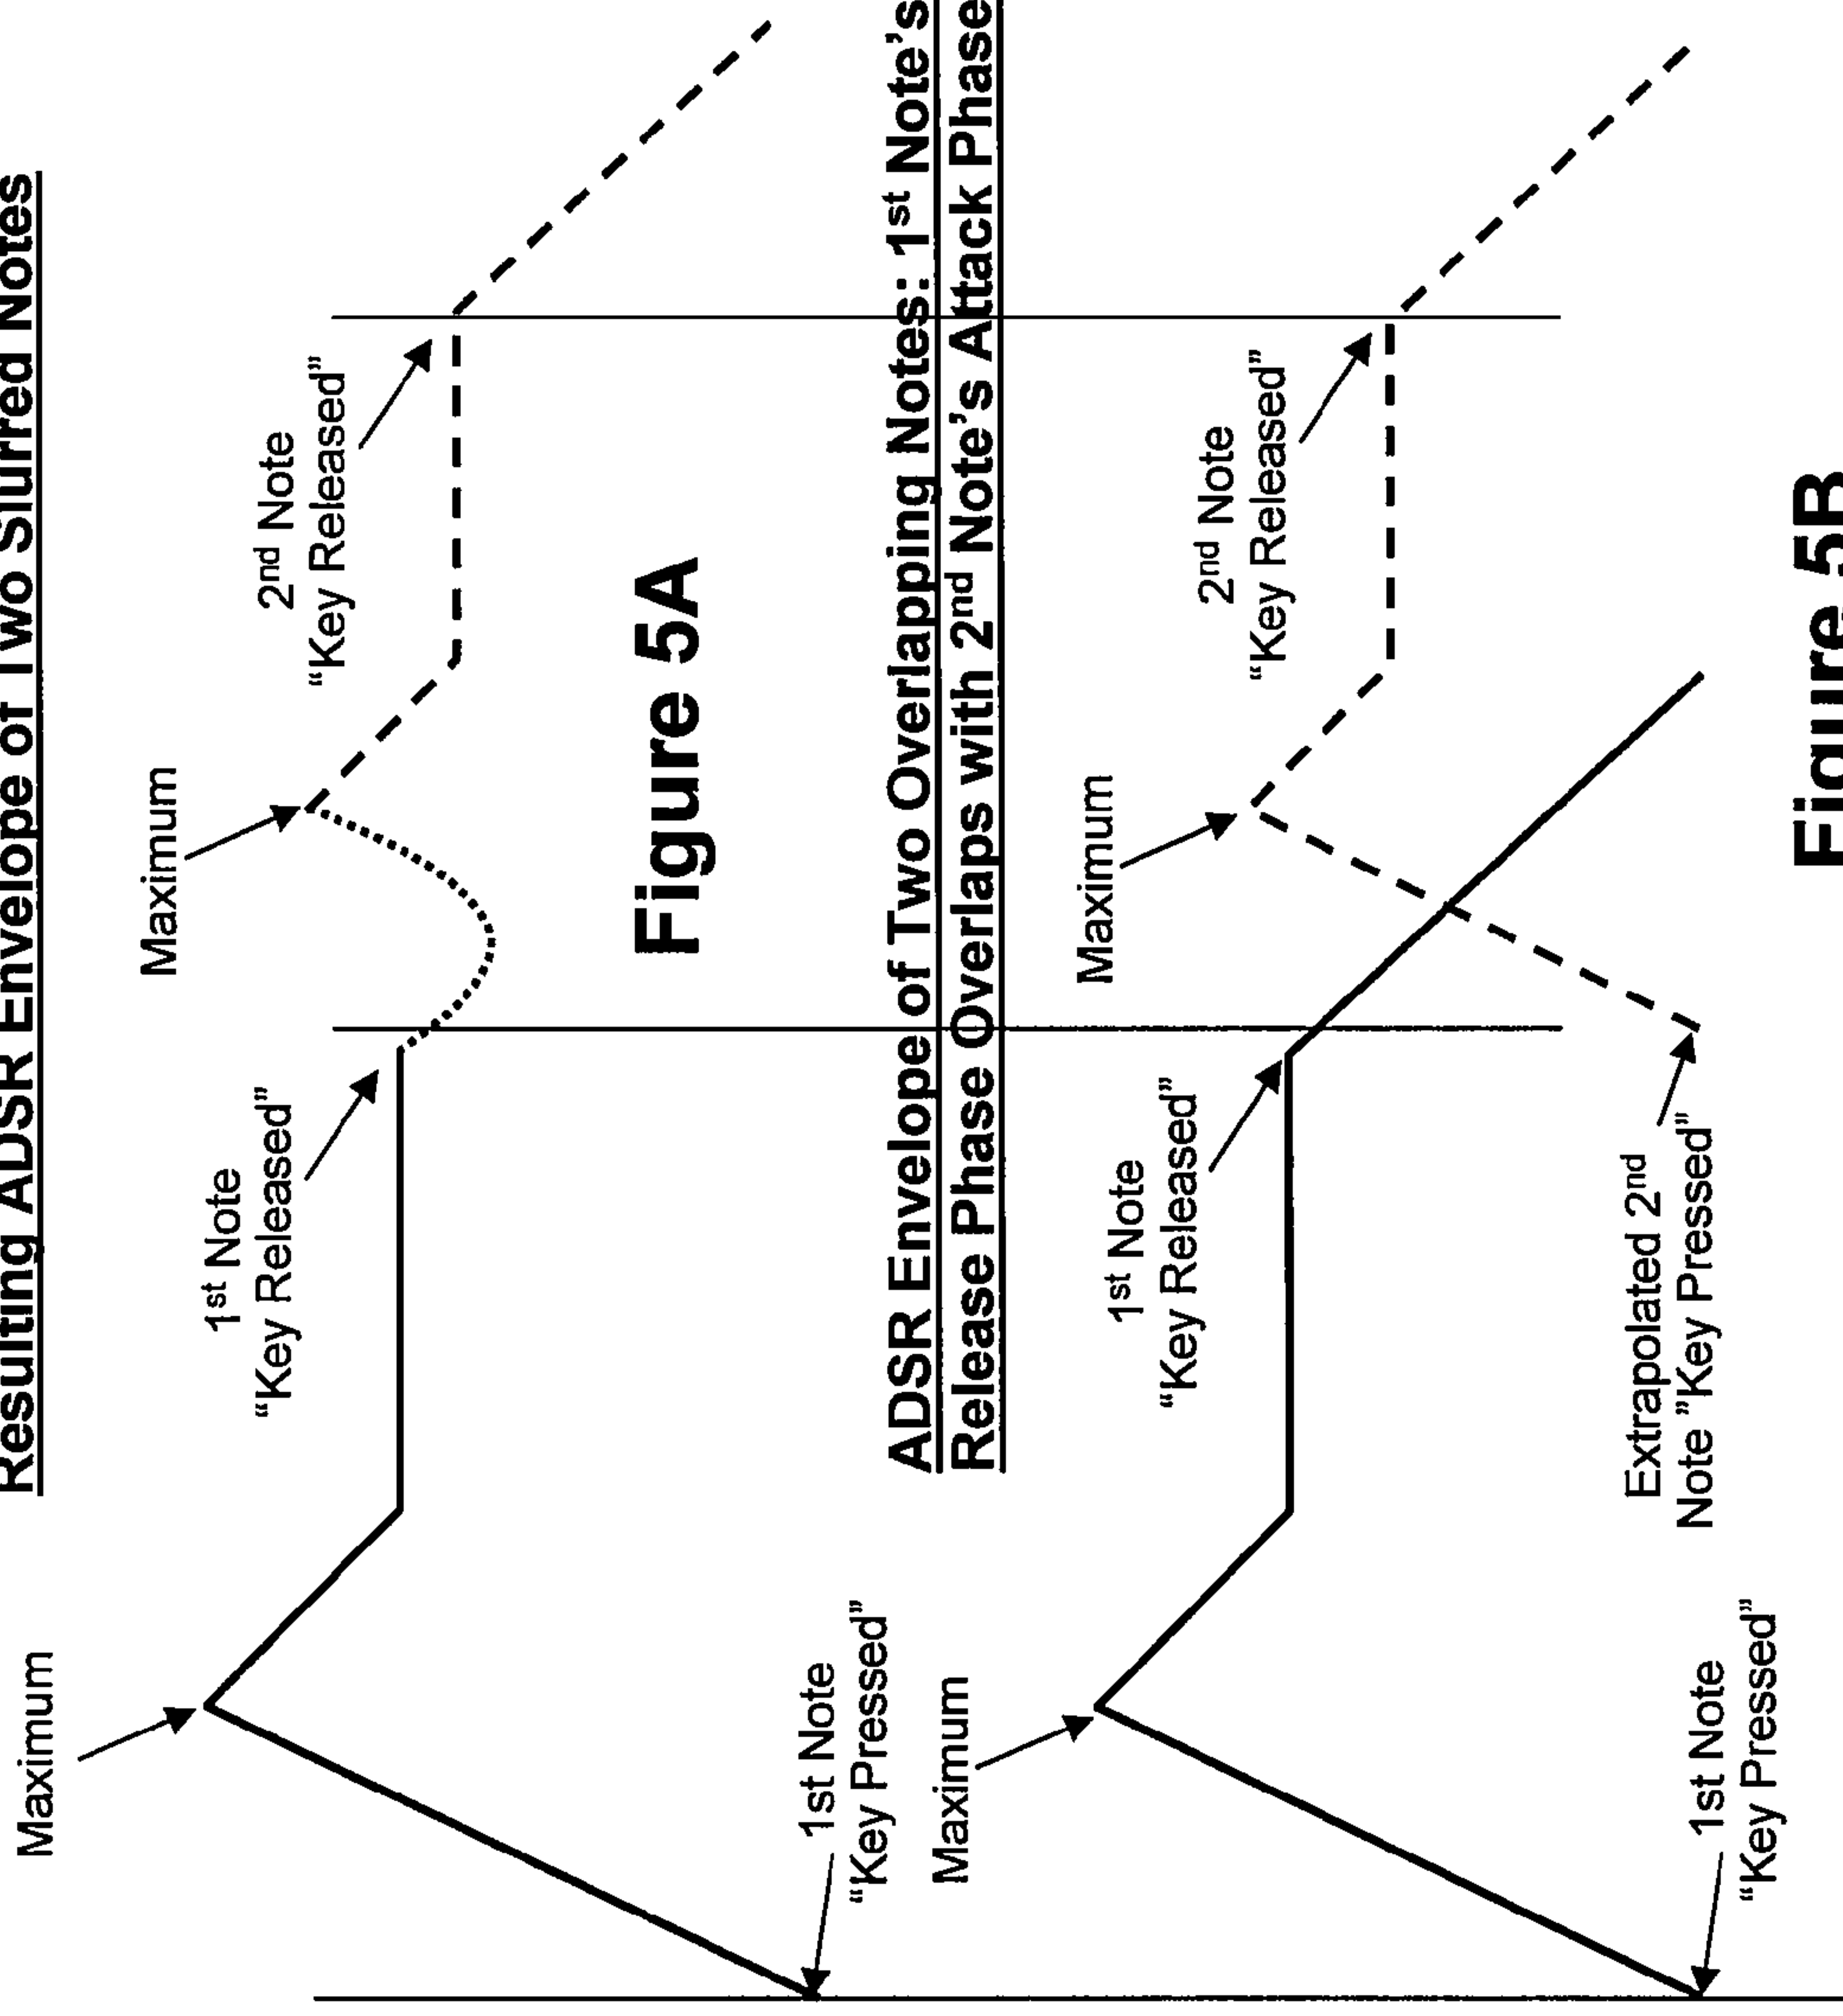 Resulting ADSR Envelope of Two Slurred Notes
Maximum
1st Note
“Key Released”
Maximum
2nd Note
“Key Released”
1st Note
“Key Pressed”
Figure 5A
ADSR Envelope of Two Overlapping Notes: 1st Note’s
Release Phase Overlaps with 2nd Note’s Attack Phase
Maximum
1st Note
“Key Released”
Maximum
2nd Note
“Key Released”
1st Note
“Key Pressed”
Extrapolated 2nd
Note ”Key Pressed”
Figure 5B